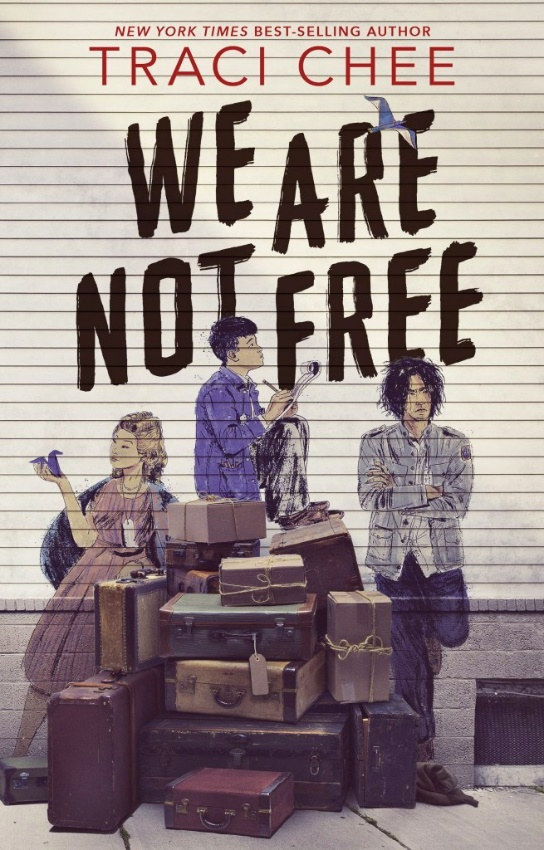 NEW YORK TIMES BEST-SELLING AUTHOR
TRACI CHEE
WE ARE
NOT FREE